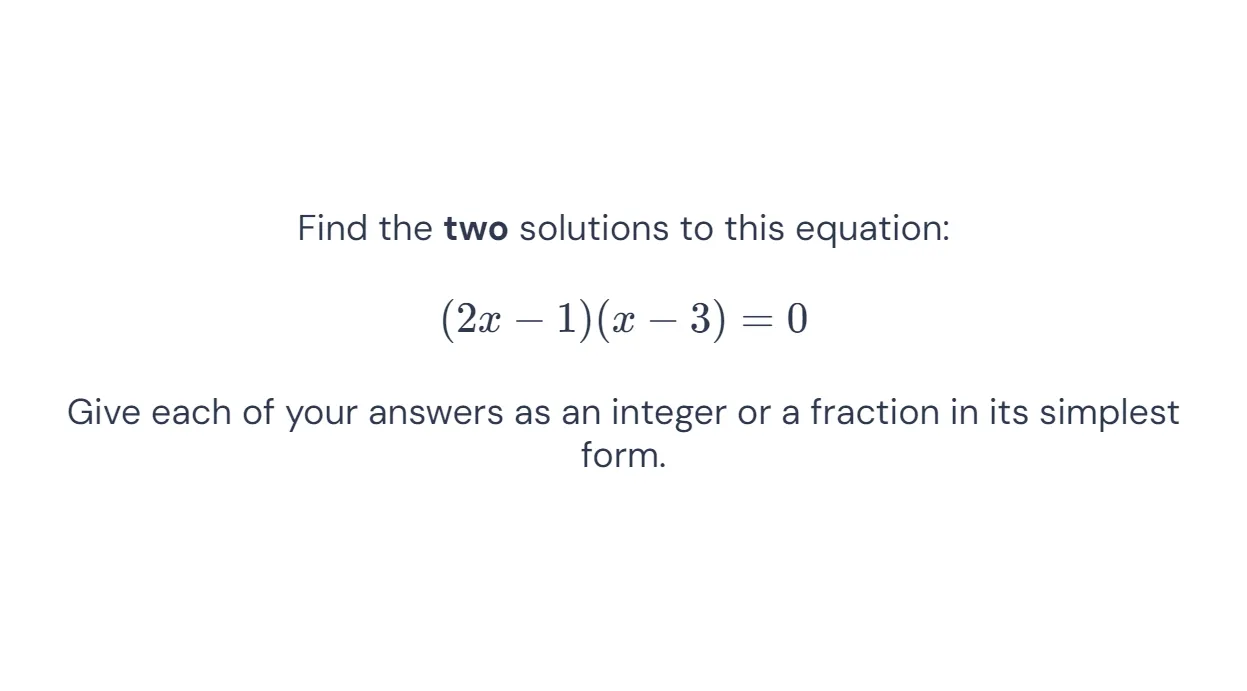 Find the two solutions to this equation:
(2x − 1)(x − 3) = 0
Give each of your answers as an integer or a fraction in its simplest
form.